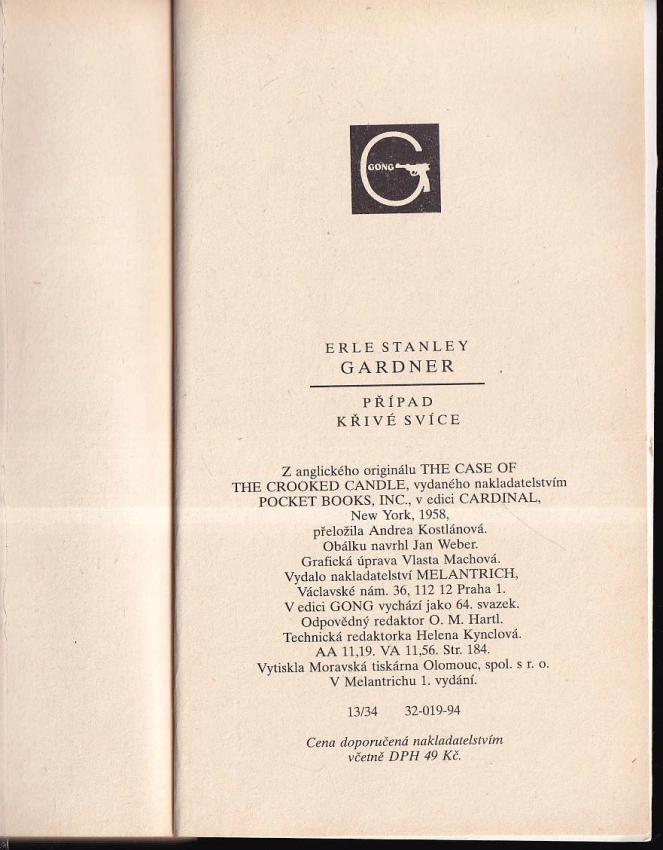 GONG
ERLE STANLEY
GARDNER
PŘÍPAD
KŘIVÉ SVÍCE
Z anglického originálu THE CASE OF
THE CROOKED CANDLE, vydaného nakladatelstvím
POCKET BOOKS, INC., v edici CARDINAL,
New York, 1958,
přeložila Andrea Kostlánová.
Obálku navrhl Jan Weber.
Grafická úprava Vlasta Machová.
Vydalo nakladatelství MELANTRICH,
Václavské nám. 36, 112 12 Praha 1.
V edici GONG vychází jako 64. svazek.
Odpovědný redaktor O. M. Hartl.
Technická redaktorka Helena Kynclová.
AA 11,19. VA 11,56. Str. 184.
Vytiskla Moravská tiskárna Olomouc, spol. s r. o.
V Melantrichu 1. vydání.
13/34 32-019-94
Cena doporučená nakladatelstvím
včetně DPH 49 Kč.